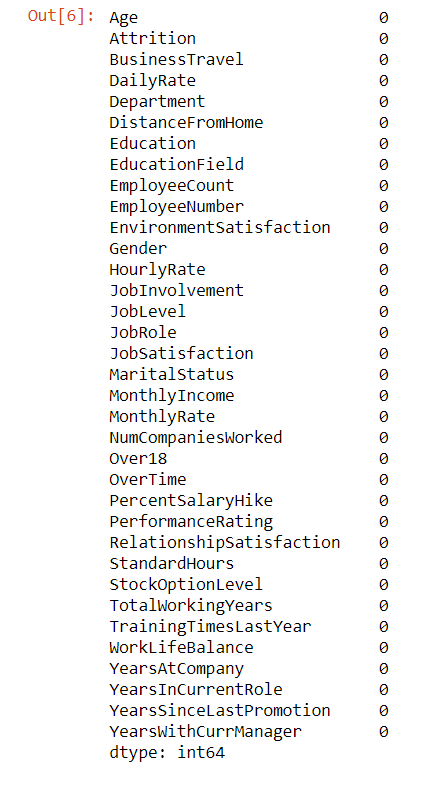 Out[6]: Age 0
Attrition 0
BusinessTravel 0
DailyRate 0
Department 0
DistanceFromHome 0
Education 0
EducationField 0
EmployeeCount 0
EmployeeNumber 0
EnvironmentSatisfaction 0
Gender 0
HourlyRate 0
JobInvolvement 0
JobLevel 0
JobRole 0
JobSatisfaction 0
MaritalStatus 0
MonthlyIncome 0
MonthlyRate 0
NumCompaniesWorked 0
Over18 0
OverTime 0
PercentSalaryHike 0
PerformanceRating 0
RelationshipSatisfaction 0
StandardHours 0
StockOptionLevel 0
TotalWorkingYears 0
TrainingTimesLastYear 0
WorkLifeBalance 0
YearsAtCompany 0
YearsInCurrentRole 0
YearsSinceLastPromotion 0
YearsWithCurrManager 0
dtype: int64